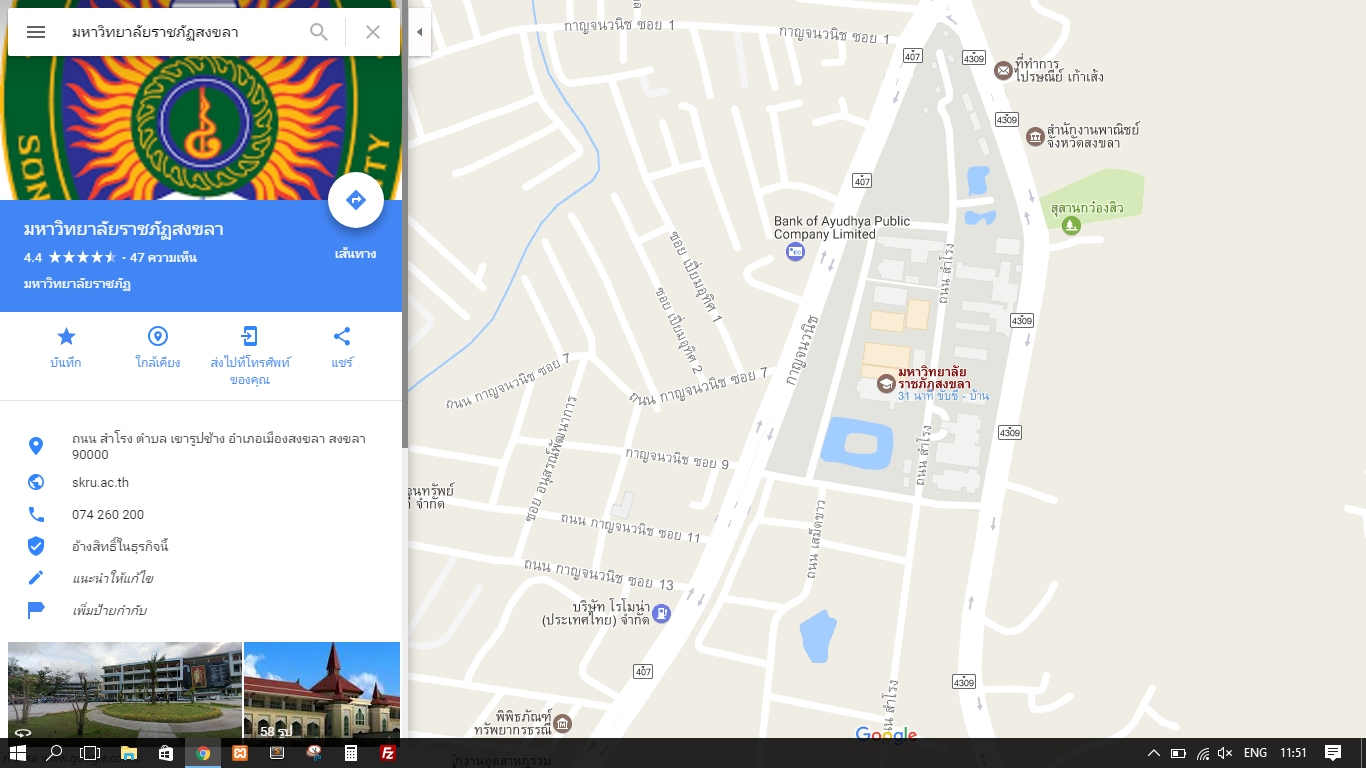 มหาวิทยาลัยราชภัฏสงขลา
มหาวิทยาลัยราชภัฏสงขลา
4.4
47 ความเห็น
มหาวิทยาลัยราชภัฏ
เส้นทาง
บันทึก
ใกล้เคียง
ส่งไปที่โทรศัพท์
ของคุณ
แชร์
ถนน สำโรง ตำบล เขารูปช้าง อำเภอเมืองสงขลา สงขลา
90000
skru.ac.th
074 260 200
อ้างสิทธิ์ในธุรกิจนี้
แนะนำให้แก้ไข
เพิ่มป้ายกำกับ
58 รูป
กาญจนวนิช ซอย 1
กาญจนวนิช ซอย 1
407
4309
ที่ทำการ
ไปรษณีย์ เก้าเส้ง
4309
สำนักงานพาณิชย์
จังหวัดสงขลา
407
สุสานกว๋องสิว
Bank of Ayudhya Public
Company Limited
ซอย เปี่ยมอุทิศ 1
ซอย เปี่ยมอุทิศ 2
ถนน สำโรง
4309
กาญจนวนิช
ถนน กาญจนวนิช ซอย 7
ถนน กาญจนวนิช ซอย 7
มหาวิทยาลัย
ราชภัฏสงขลา
31 นาที ขับขี่ - บ้าน
4309
ถนน สำโรง
ซอย อนุสรณ์พัฒนาการ
กาญจนวนิช ซอย 9
จำกัด
ถนน กาญจนวนิช ซอย 11
ถนน เสม็ดขาว
ถนน กาญจนวนิช ซอย 13
บริษัท โรโมน่า
(ประเทศไทย) จำกัด
407
4309
ถนน สำโรง
พิพิธภัณฑ์
ทรัพยากรธรณี
Google
ENG
11:51